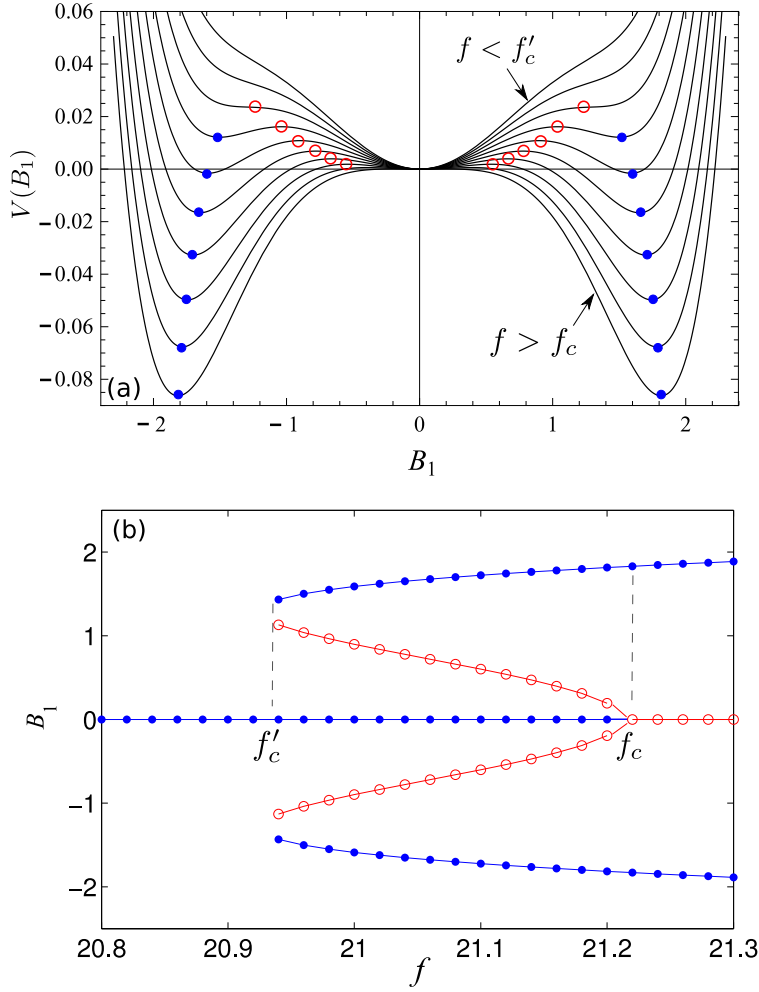 0.06
0.04
0.02
0.00
−0.02
−0.04
−0.06
−0.08
V(B₁)
f < f′c
f > fc
(a)
−2 −1 0 1 2
B₁
(b)
2
1
0
-1
-2
B₁
f′c
fc
20.8 20.9 21 21.1 21.2 21.3
f